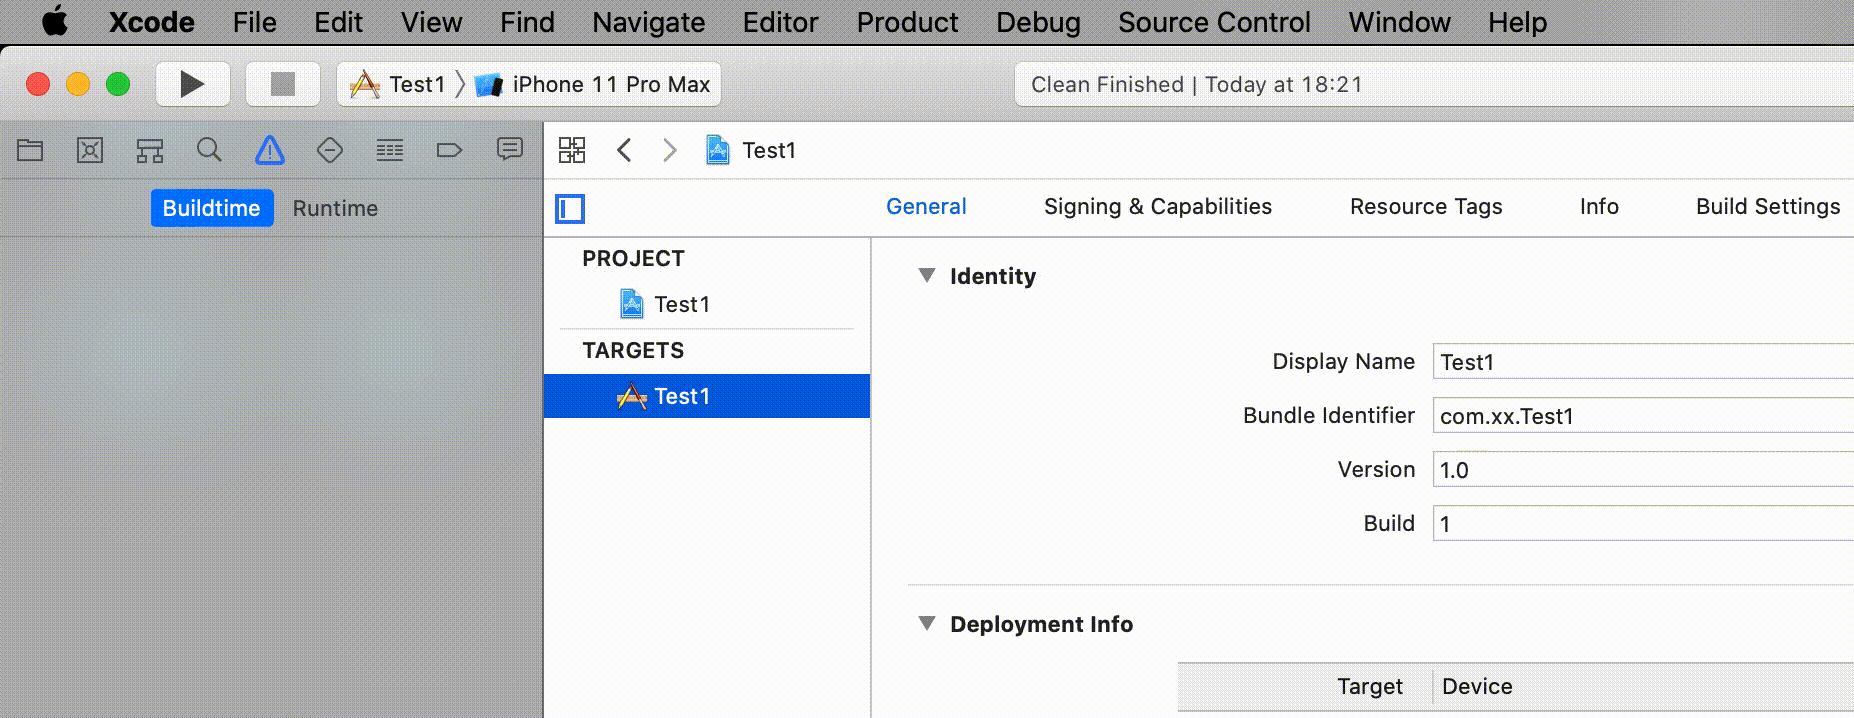 Xcode File Edit View Find Navigate Editor Product Debug Source Control Window Help
Test1 iPhone 11 Pro Max Clean Finished | Today at 18:21
Test1
Buildtime Runtime
General Signing & Capabilities Resource Tags Info Build Settings
PROJECT
Test1
TARGETS
Test1
Identity
Display Name Test1
Bundle Identifier com.xx.Test1
Version 1.0
Build 1
Deployment Info
Target Device